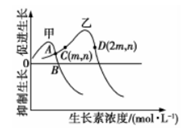 促进生长
抑制生长
甲
乙
A
B
C(m,n)
D(2m,n)
0
生长素浓度/(mol·L⁻¹)